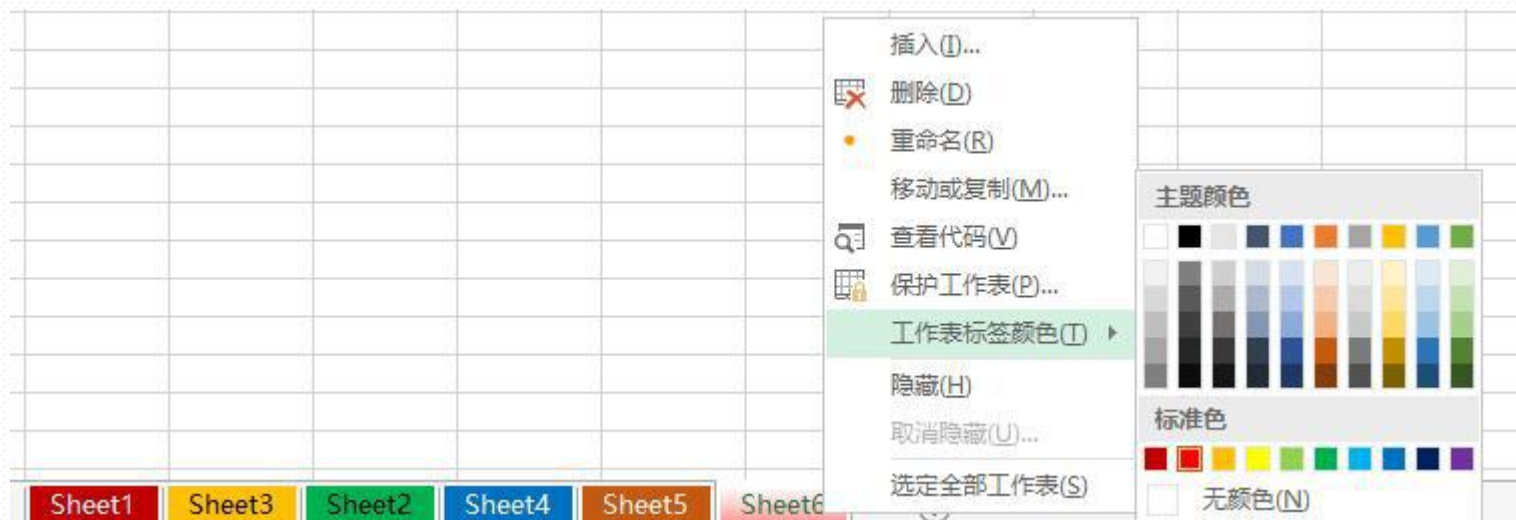 插入(I)...
删除(D)
重命名(R)
移动或复制(M)...
查看代码(V)
保护工作表(P)...
工作表标签颜色(T)
隐藏(H)
取消隐藏(U)...
选定全部工作表(S)
主题颜色
标准色
无颜色(N)
Sheet1 Sheet3 Sheet2 Sheet4 Sheet5 Sheet6